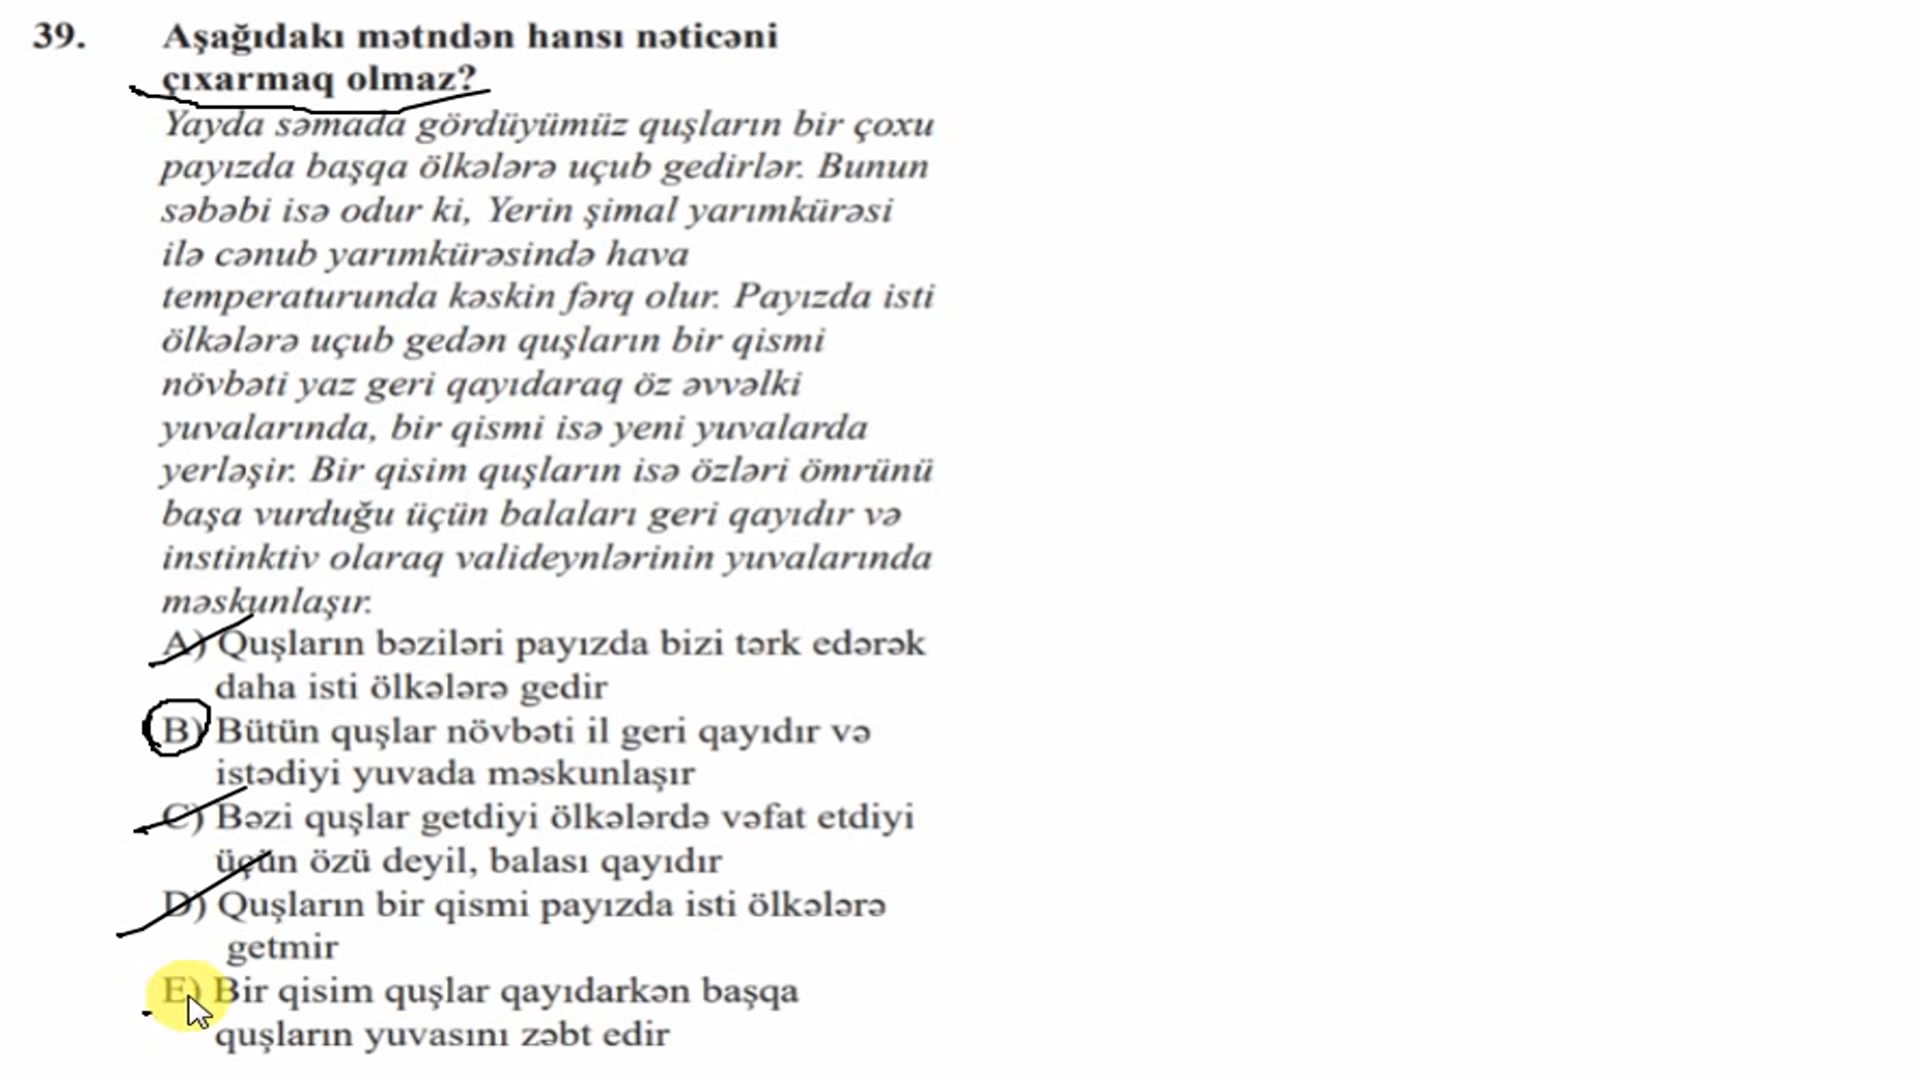 39. Aşağıdakı mətndən hansı nəticəni
çıxarmaq olmaz?
Yayda səmada gördüyümüz quşların bir çoxu
payızda başqa ölkələrə uçub gedirlər. Bunun
səbəbi isə odur ki, Yerin şimal yarımkürəsi
ilə cənub yarımkürəsində hava
temperaturunda kəskin fərq olur. Payızda isti
ölkələrə uçub gedən quşların bir qismi
növbəti yaz geri qayıdaraq öz əvvəlki
yuvalarında, bir qismi isə yeni yuvalarda
yerləşir. Bir qisim quşların isə özləri ömrünü
başa vurduğu üçün balaları geri qayıdır və
instinktiv olaraq valideynlərinin yuvalarında
məskunlaşır.
A) Quşların bəziləri payızda bizi tərk edərək
daha isti ölkələrə gedir
B) Bütün quşlar növbəti il geri qayıdır və
istədiyi yuvada məskunlaşır
C) Bəzi quşlar getdiyi ölkələrdə vəfat etdiyi
üçün özü deyil, balası qayıdır
D) Quşların bir qismi payızda isti ölkələrə
getmir
E) Bir qisim quşlar qayıdarkən başqa
quşların yuvasını zəbt edir